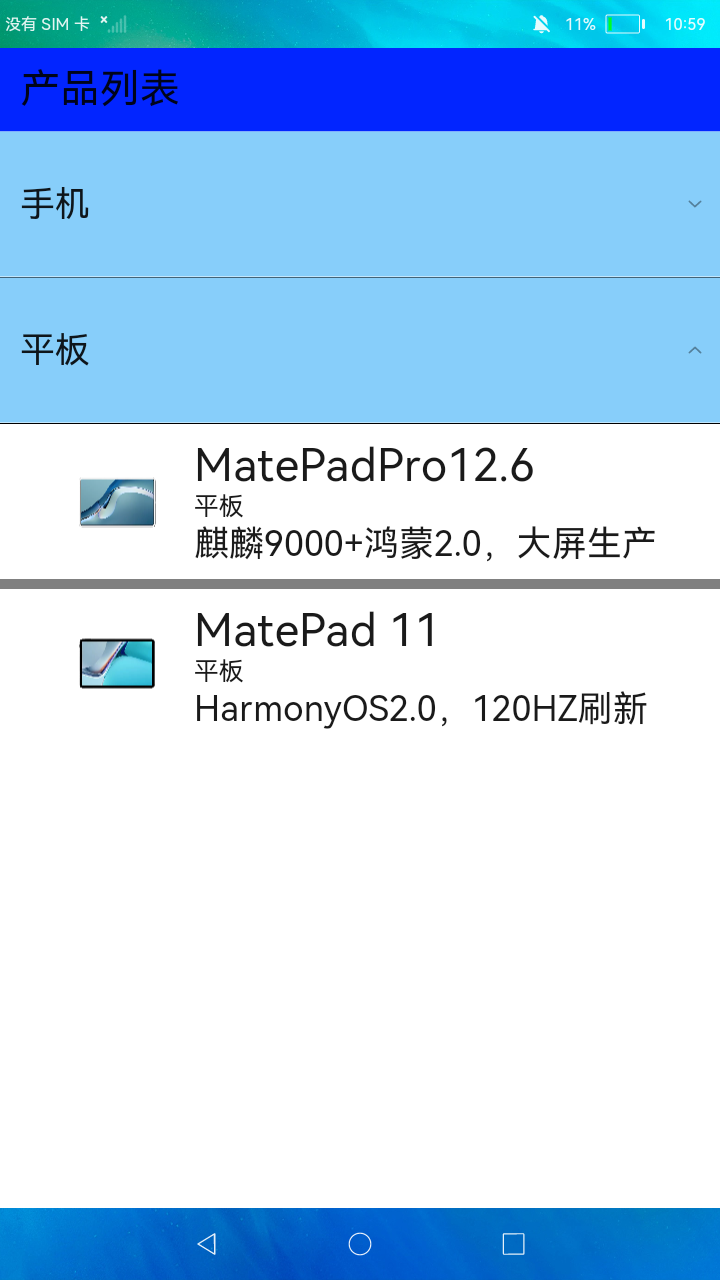 没有 SIM 卡 11% 10:59
产品列表
手机
平板
MatePadPro12.6
平板
麒麟9000+鸿蒙2.0，大屏生产
MatePad 11
平板
HarmonyOS2.0，120HZ刷新